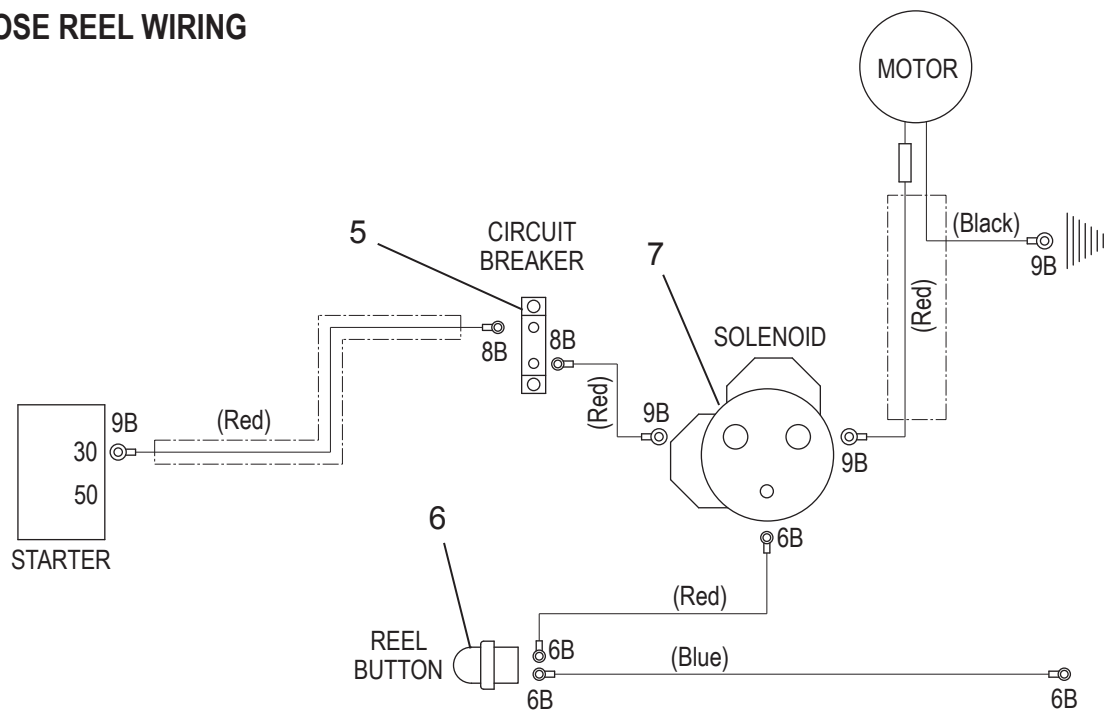 OSE REEL WIRING
MOTOR
5
CIRCUIT
BREAKER
7
(Black)
9B
(Red)
SOLENOID
8B
8B
(Red)
9B
(Red)
9B
9B
30
50
STARTER
6
6B
(Red)
REEL
BUTTON
6B
(Blue)
6B
6B